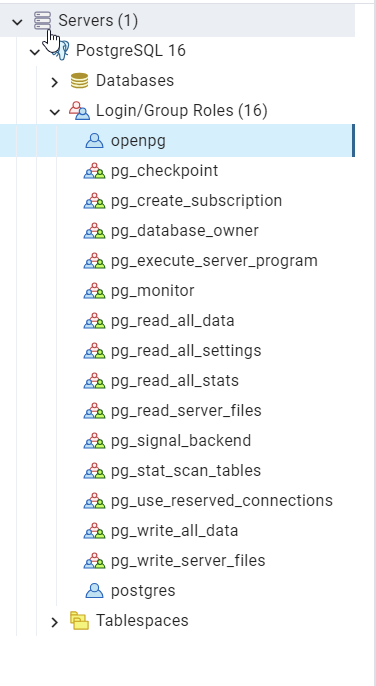 Servers (1)
PostgreSQL 16
Databases
Login/Group Roles (16)
openpg
pg_checkpoint
pg_create_subscription
pg_database_owner
pg_execute_server_program
pg_monitor
pg_read_all_data
pg_read_all_settings
pg_read_all_stats
pg_read_server_files
pg_signal_backend
pg_stat_scan_tables
pg_use_reserved_connections
pg_write_all_data
pg_write_server_files
postgres
Tablespaces